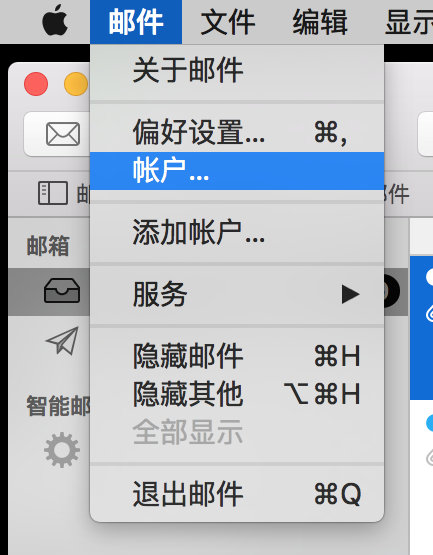 邮件 文件 编辑 显示
关于邮件
偏好设置... ⌘,
帐户...
添加帐户...
邮箱
服务 ▶
隐藏邮件 ⌘H
隐藏其他 ⌥⌘H
智能邮
全部显示
退出邮件 ⌘Q